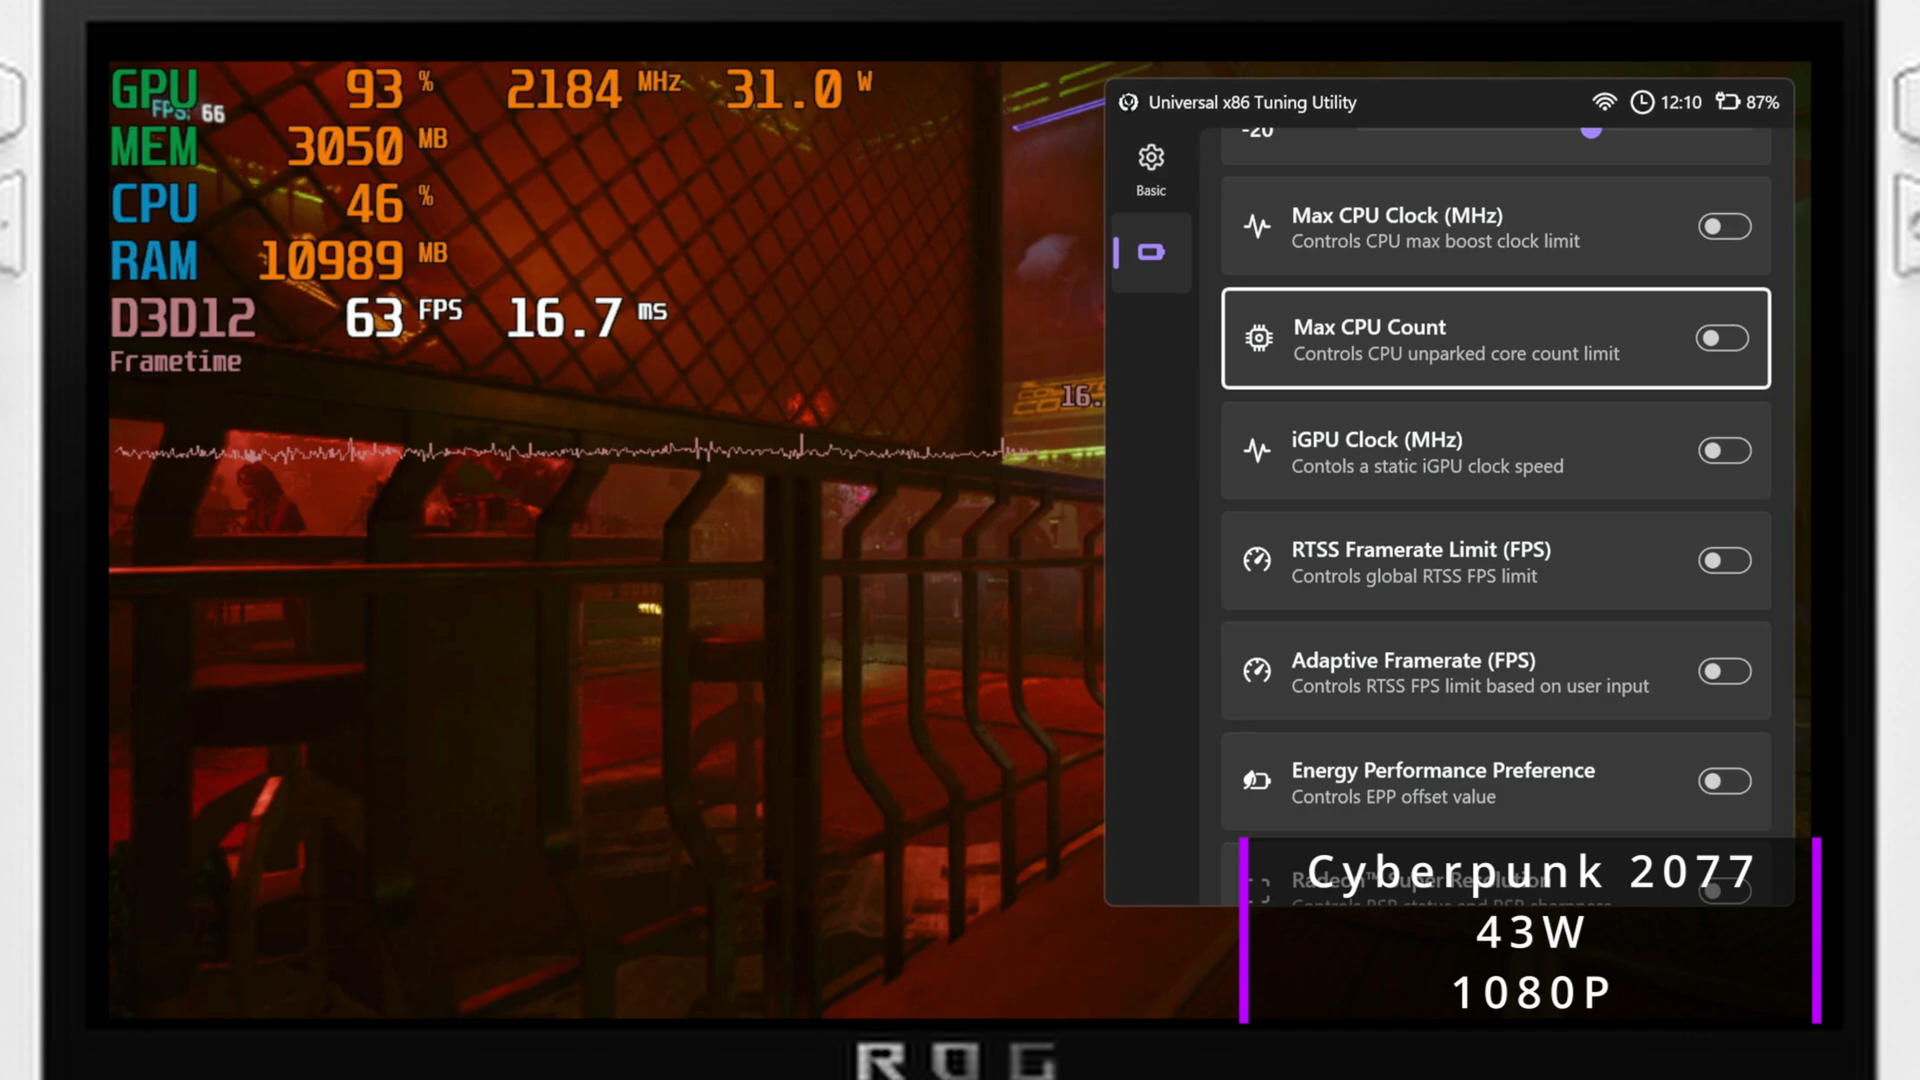 GPU 93 % 2184 MHz 31.0 W
FPS: 66
MEM 3050 MB
CPU 46 %
RAM 10989 MB
D3D12 63 FPS 16.7 ms
Frametime
16.
Universal x86 Tuning Utility 12:10 87%
-20
Basic
Max CPU Clock (MHz)
Controls CPU max boost clock limit
Max CPU Count
Controls CPU unparked core count limit
iGPU Clock (MHz)
Contols a static iGPU clock speed
RTSS Framerate Limit (FPS)
Controls global RTSS FPS limit
Adaptive Framerate (FPS)
Controls RTSS FPS limit based on user input
Energy Performance Preference
Controls EPP offset value
Radeon™ Super Resolution
Cyberpunk 2077
43W
1080P
ROG